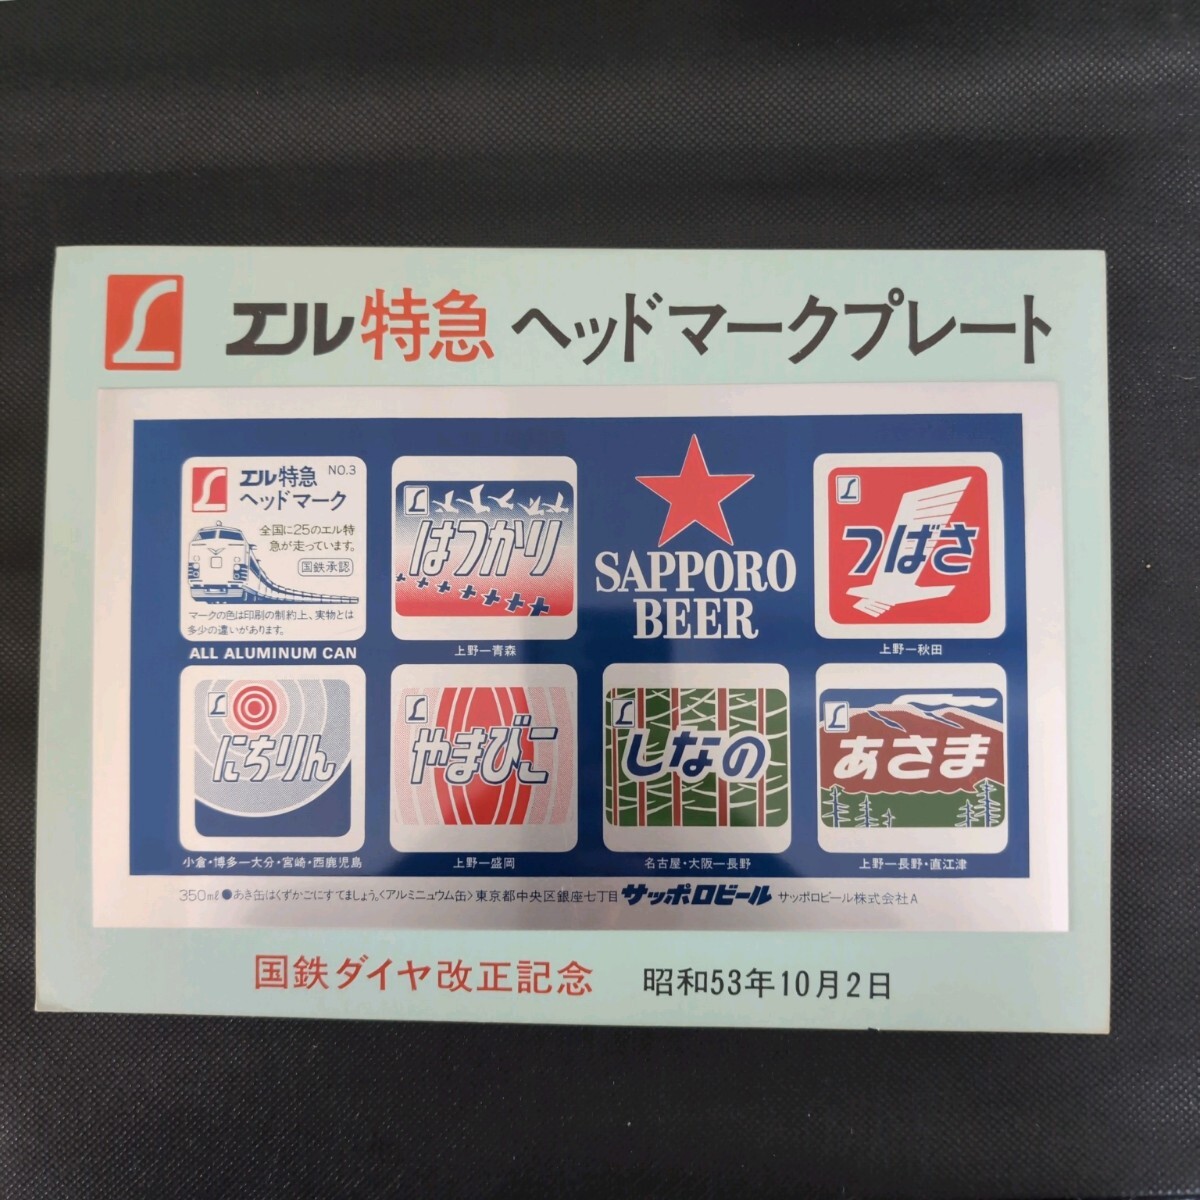 L エル特急 ヘッドマークプレート
エル特急 NO.3
ヘッドマーク
全国に25のエル特
急が走っています。
国鉄承認
マークの色は印刷の制約上、実物とは
多少の違いがあります。
ALL ALUMINUM CAN
L
はつかり
上野ー青森
SAPPORO
BEER
L
つばさ
上野ー秋田
L
にちりん
小倉・博多ー大分・宮崎・西鹿児島
L
やまびこ
上野ー盛岡
L
しなの
名古屋・大阪ー長野
L
あさま
上野ー長野・直江津
350ml●あき缶はくずかごにすてましょう。〈アルミニュウム缶〉東京都中央区銀座七丁目 サッポロビール サッポロビール株式会社A
国鉄ダイヤ改正記念 昭和53年10月2日